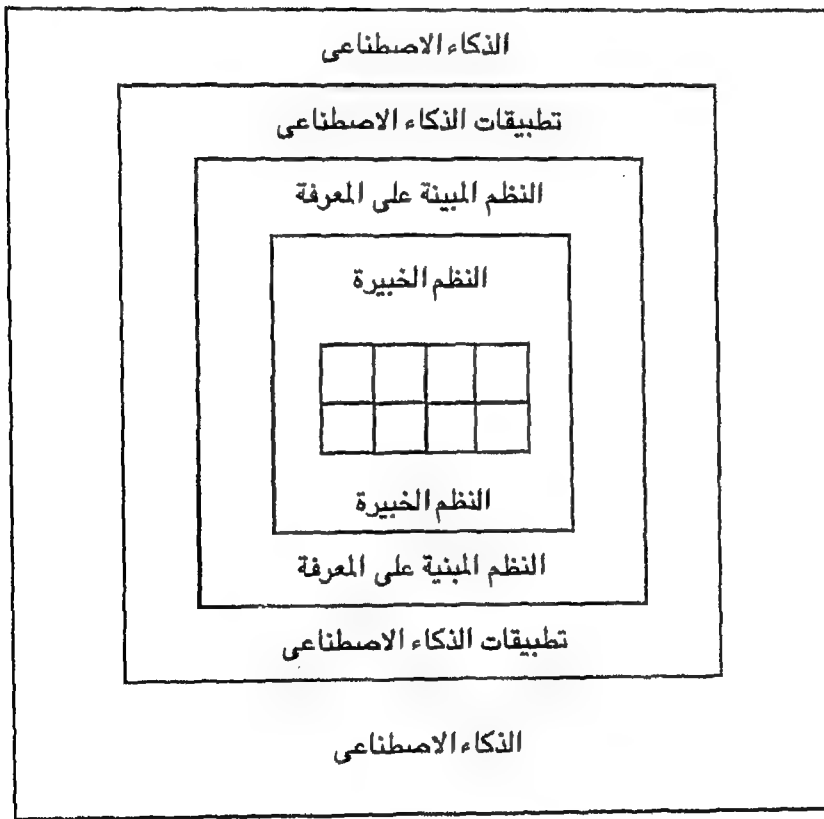 الذكاء الاصطناعى
تطبيقات الذكاء الاصطناعى
النظم المبينة على المعرفة
النظم الخبيرة
النظم الخبيرة
النظم المبنية على المعرفة
تطبيقات الذكاء الاصطناعى
الذكاء الاصطناعى